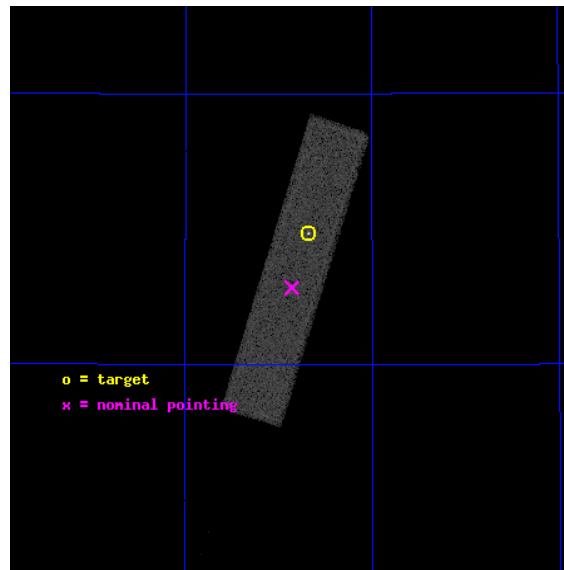 o = target
x = nominal pointing